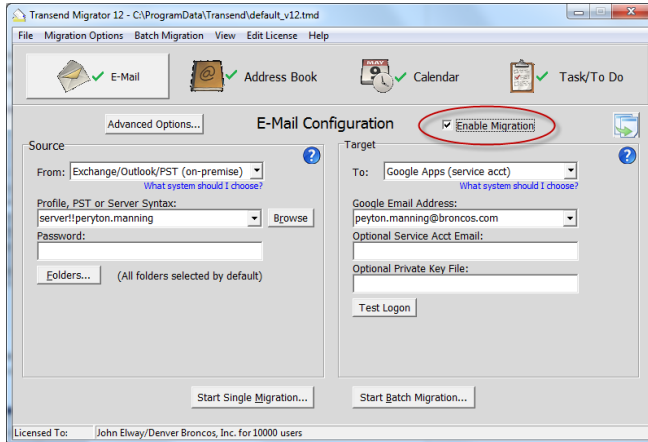 Transend Migrator 12 - C:\ProgramData\Transend\default_v12.tmd
File Migration Options Batch Migration View Edit License Help
E-Mail Address Book MAY 9 Calendar Task/To Do
Advanced Options... E-Mail Configuration Enable Migration
Source Target
From: Exchange/Outlook/PST (on-premise) To: Google Apps (service acct)
What system should I choose? What system should I choose?
Profile, PST or Server Syntax: Google Email Address:
server!!peryton.manning Browse peyton.manning@broncos.com
Password: Optional Service Acct Email:
Folders... (All folders selected by default) Optional Private Key File:
Test Logon
Start Single Migration... Start Batch Migration...
Licensed To: John Elway/Denver Broncos, Inc. for 10000 users